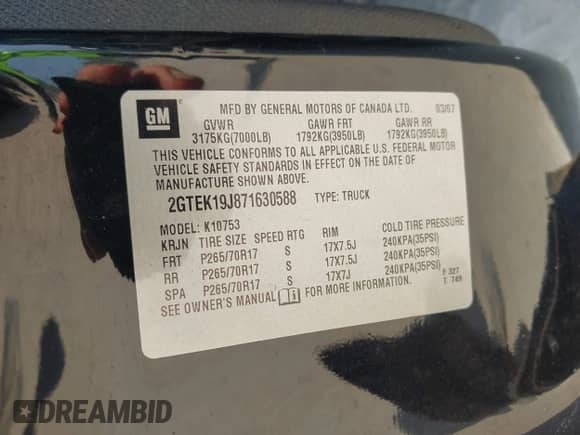 GM
MFD BY GENERAL MOTORS OF CANADA LTD. 03/07
GVWR GAWR FRT GAWR RR
3175KG(7000LB) 1792KG(3950LB) 1792KG(3950LB)
THIS VEHICLE CONFORMS TO ALL APPLICABLE U.S. FEDERAL MOTOR
VEHICLE SAFETY STANDARDS IN EFFECT ON THE DATE OF
MANUFACTURE SHOWN ABOVE.
2GTEK19J871630588 TYPE: TRUCK
MODEL: K10753
KRJN TIRE SIZE SPEED RTG RIM COLD TIRE PRESSURE
FRT P265/70R17 S 17X7.5J 240KPA(35PSI)
RR P265/70R17 S 17X7.5J 240KPA(35PSI)
SPA P265/70R17 S 17X7J 240KPA(35PSI)
SEE OWNER'S MANUAL FOR MORE INFORMATION. F 327
T 749
DREAMBID